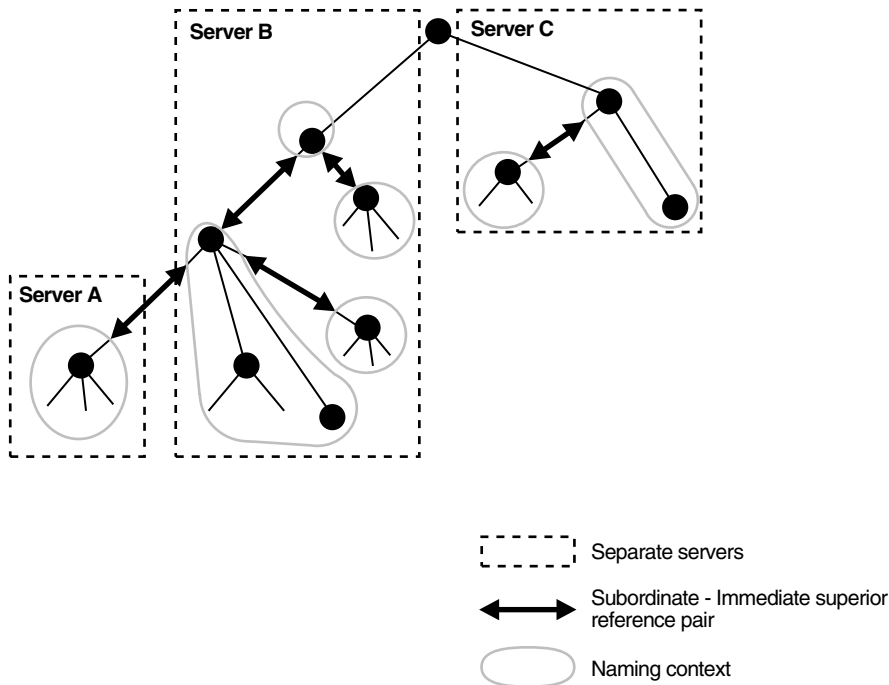 Server B
Server C
Server A
Separate servers
Subordinate - Immediate superior
reference pair
Naming context